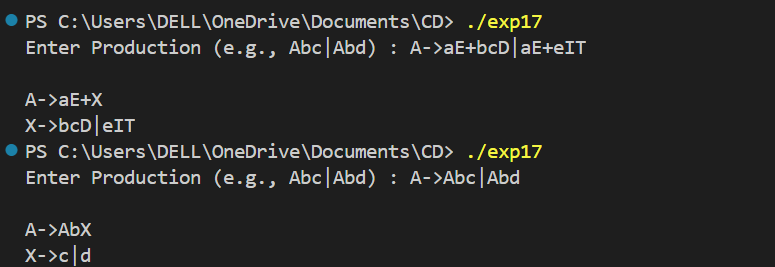 PS C:\Users\DELL\OneDrive\Documents\CD> ./exp17
Enter Production (e.g., Abc|Abd) : A->aE+bcD|aE+eIT
A->aE+X
X->bcD|eIT
PS C:\Users\DELL\OneDrive\Documents\CD> ./exp17
Enter Production (e.g., Abc|Abd) : A->Abc|Abd
A->AbX
X->c|d